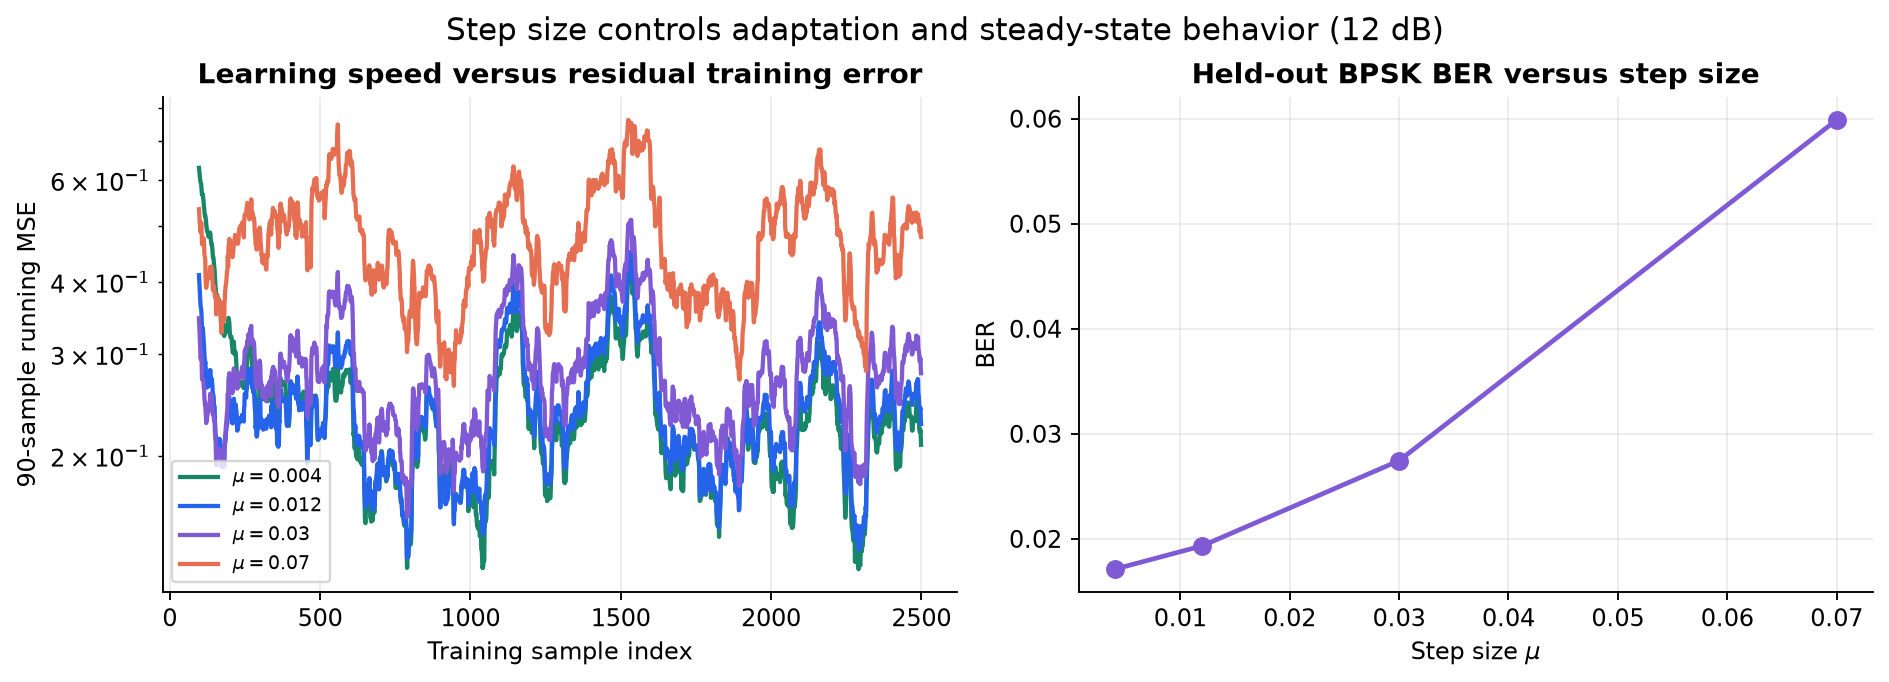 Step size controls adaptation and steady-state behavior (12 dB)
Learning speed versus residual training error
90-sample running MSE
6 × 10⁻¹
4 × 10⁻¹
3 × 10⁻¹
2 × 10⁻¹
μ = 0.004
μ = 0.012
μ = 0.03
μ = 0.07
0 500 1000 1500 2000 2500
Training sample index
Held-out BPSK BER versus step size
BER
0.06
0.05
0.04
0.03
0.02
0.01 0.02 0.03 0.04 0.05 0.06 0.07
Step size μ